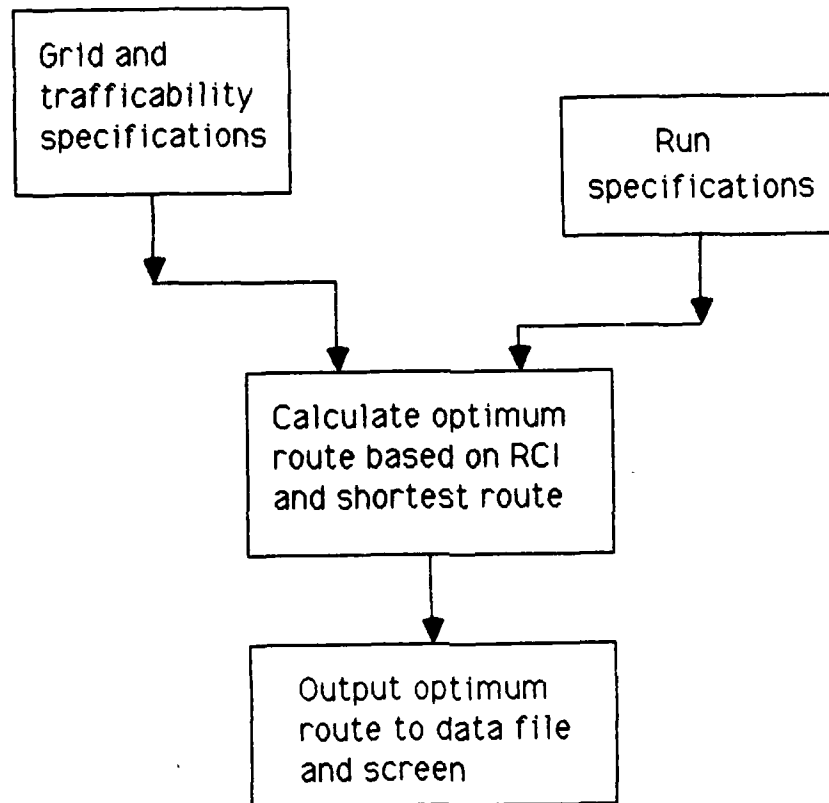 Grid and
trafficability
specifications
Run
specifications
Calculate optimum
route based on RCI
and shortest route
Output optimum
route to data file
and screen